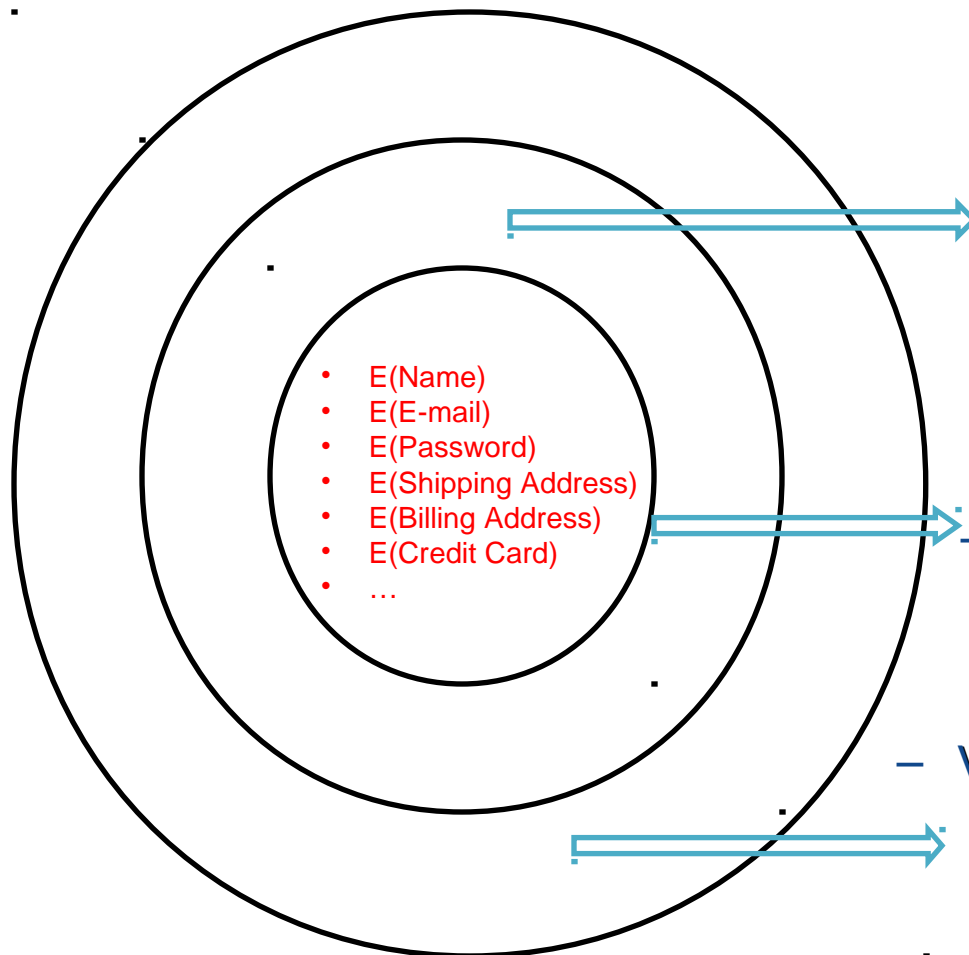 • E(Name)
• E(E-mail)
• E(Password)
• E(Shipping Address)
• E(Billing Address)
• E(Credit Card)
• …
–
–